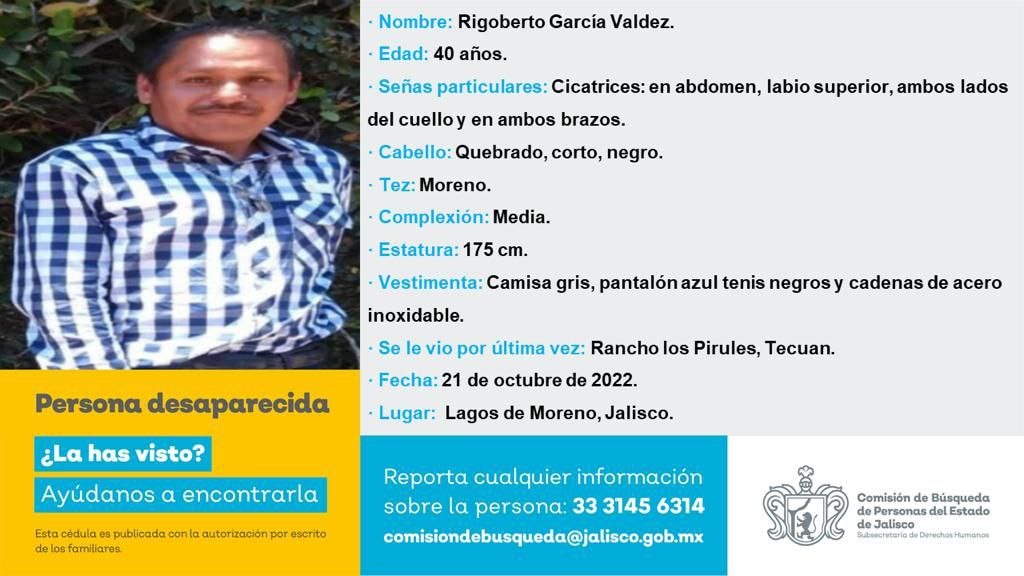 · Nombre: Rigoberto García Valdez.
· Edad: 40 años.
· Señas particulares: Cicatrices: en abdomen, labio superior, ambos lados
del cuello y en ambos brazos.
· Cabello: Quebrado, corto, negro.
· Tez: Moreno.
· Complexión: Media.
· Estatura: 175 cm.
· Vestimenta: Camisa gris, pantalón azul tenis negros y cadenas de acero
inoxidable.
· Se le vio por última vez: Rancho los Pirules, Tecuan.
· Fecha: 21 de octubre de 2022.
· Lugar: Lagos de Moreno, Jalisco.
Persona desaparecida
¿La has visto?
Ayúdanos a encontrarla
Esta cédula es publicada con la autorización por escrito
de los familiares.
Reporta cualquier información
sobre la persona: 33 3145 6314
comisiondebusqueda@jalisco.gob.mx
Comisión de Búsqueda
de Personas del Estado
de Jalisco
Subsecretaría de Derechos Humanos